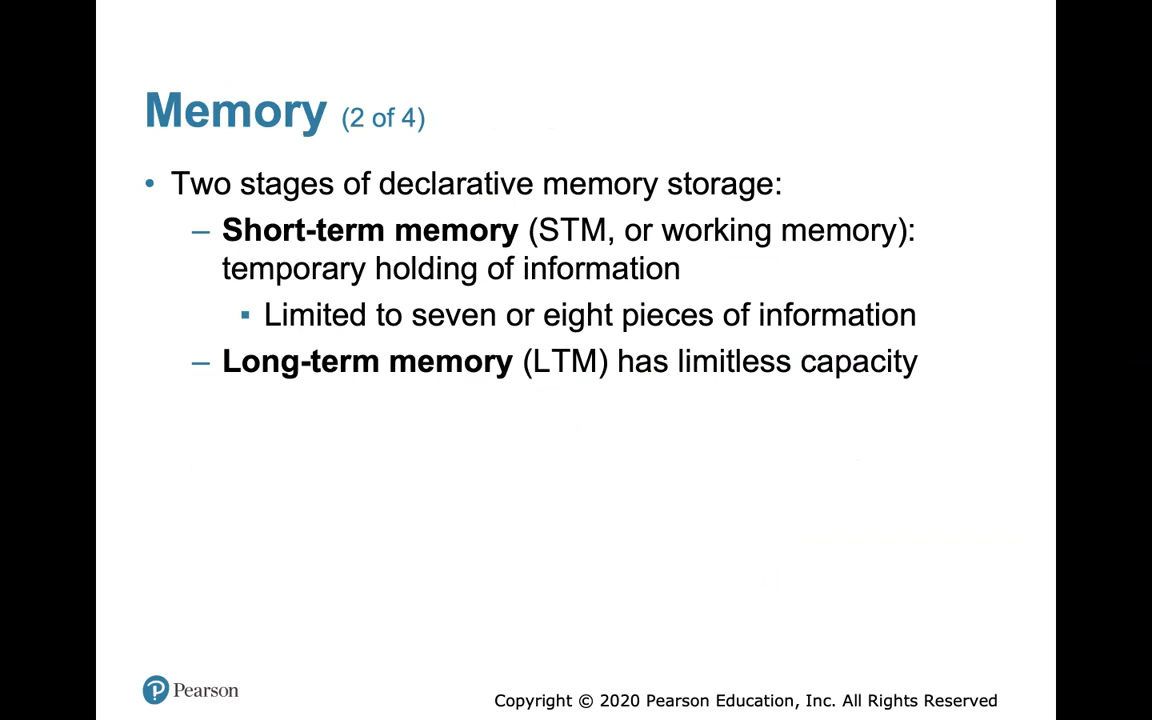 Memory (2 of 4)
• Two stages of declarative memory storage:
– Short-term memory (STM, or working memory):
temporary holding of information
▪ Limited to seven or eight pieces of information
– Long-term memory (LTM) has limitless capacity
Pearson
Copyright © 2020 Pearson Education, Inc. All Rights Reserved